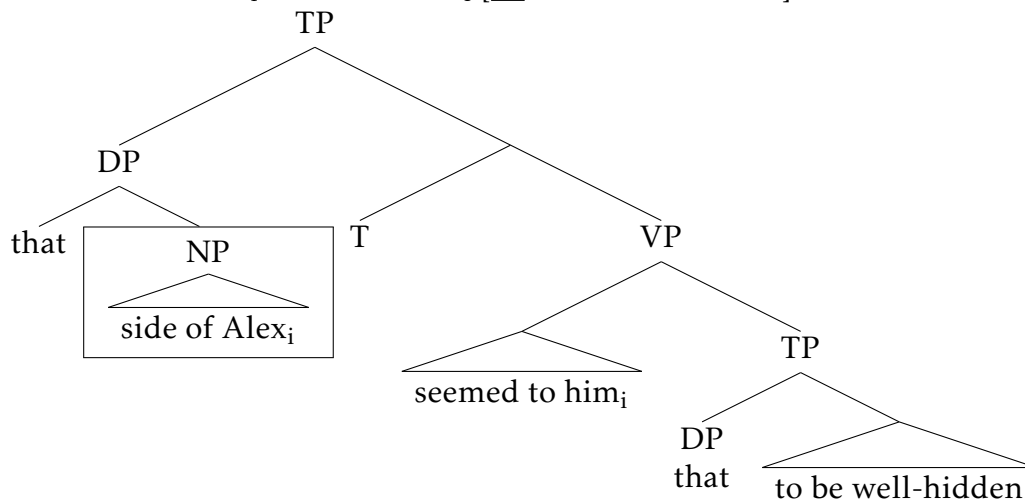 TP
DP
that
NP
side of Alexᵢ
T
VP
seemed to himᵢ
TP
DP
that
to be well-hidden